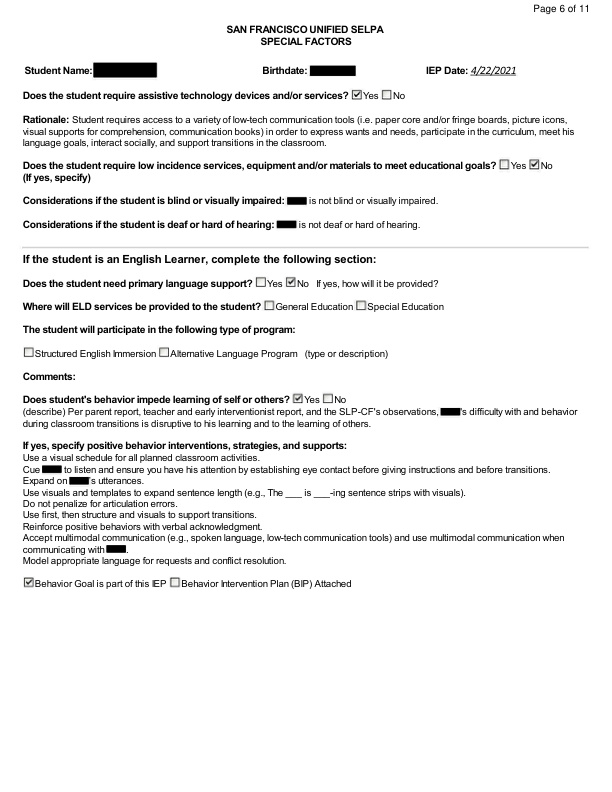 Page 6 of 11
SAN FRANCISCO UNIFIED SELPA
SPECIAL FACTORS
Student Name: Birthdate: IEP Date: 4/22/2021
Does the student require assistive technology devices and/or services? ☑Yes ☐No
Rationale: Student requires access to a variety of low-tech communication tools (i.e. paper core and/or fringe boards, picture icons,
visual supports for comprehension, communication books) in order to express wants and needs, participate in the curriculum, meet his
language goals, interact socially, and support transitions in the classroom.
Does the student require low incidence services, equipment and/or materials to meet educational goals? ☐Yes ☑No
(If yes, specify)
Considerations if the student is blind or visually impaired: is not blind or visually impaired.
Considerations if the student is deaf or hard of hearing: is not deaf or hard of hearing.
If the student is an English Learner, complete the following section:
Does the student need primary language support? ☐Yes ☑No If yes, how will it be provided?
Where will ELD services be provided to the student? ☐General Education ☐Special Education
The student will participate in the following type of program:
☐Structured English Immersion ☐Alternative Language Program (type or description)
Comments:
Does student's behavior impede learning of self or others? ☑Yes ☐No
(describe) Per parent report, teacher and early interventionist report, and the SLP-CF's observations, 's difficulty with and behavior
during classroom transitions is disruptive to his learning and to the learning of others.
If yes, specify positive behavior interventions, strategies, and supports:
Use a visual schedule for all planned classroom activities.
Cue to listen and ensure you have his attention by establishing eye contact before giving instructions and before transitions.
Expand on 's utterances.
Use visuals and templates to expand sentence length (e.g., The ___ is ___-ing sentence strips with visuals).
Do not penalize for articulation errors.
Use first, then structure and visuals to support transitions.
Reinforce positive behaviors with verbal acknowledgment.
Accept multimodal communication (e.g., spoken language, low-tech communication tools) and use multimodal communication when
communicating with .
Model appropriate language for requests and conflict resolution.
☑Behavior Goal is part of this IEP ☐Behavior Intervention Plan (BIP) Attached